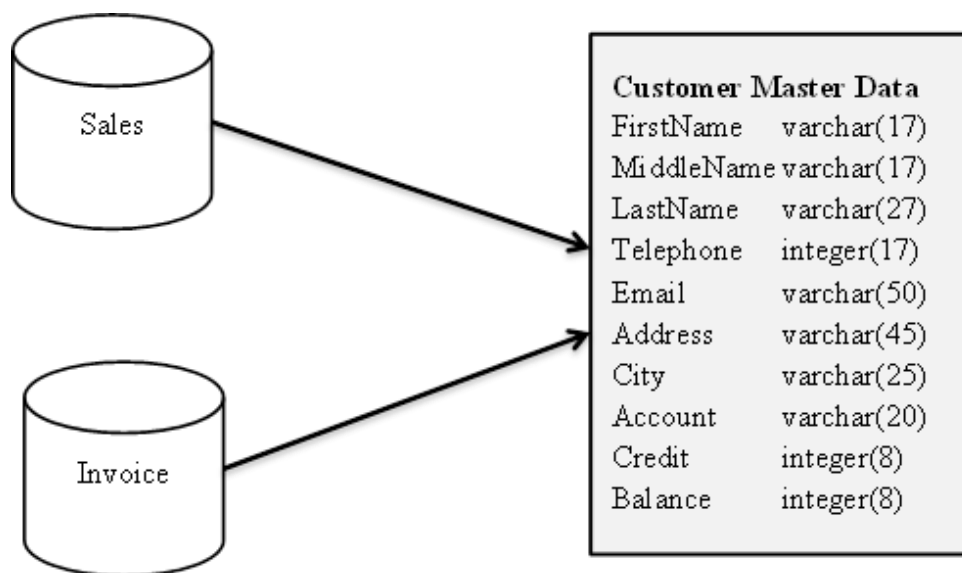 Sales
Invoice
Customer Master Data
FirstName varchar(17)
MiddleName varchar(17)
LastName varchar(27)
Telephone integer(17)
Email varchar(50)
Address varchar(45)
City varchar(25)
Account varchar(20)
Credit integer(8)
Balance integer(8)